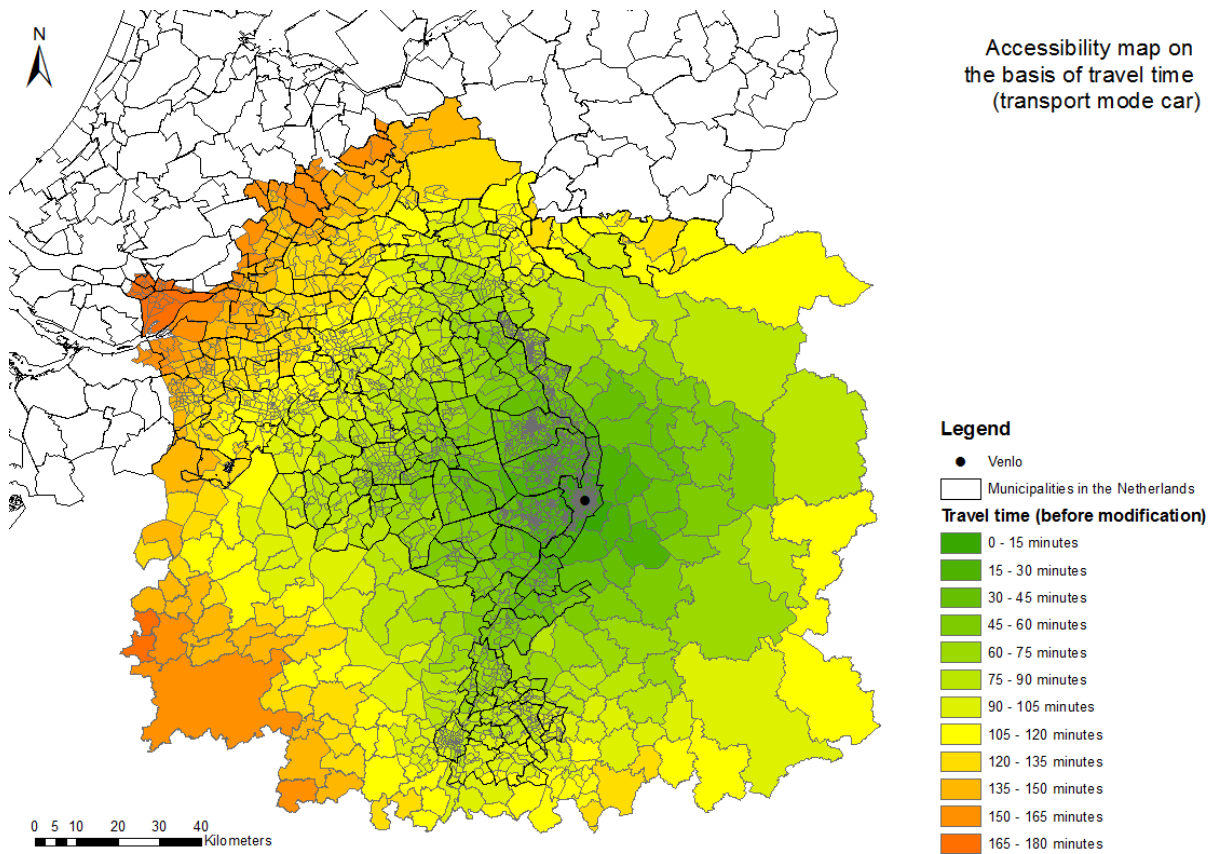 N
Accessibility map on
the basis of travel time
(transport mode car)
Legend
Venlo
Municipalities in the Netherlands
Travel time (before modification)
0 - 15 minutes
15 - 30 minutes
30 - 45 minutes
45 - 60 minutes
60 - 75 minutes
75 - 90 minutes
90 - 105 minutes
105 - 120 minutes
120 - 135 minutes
135 - 150 minutes
150 - 165 minutes
165 - 180 minutes
0 5 10 20 30 40
Kilometers